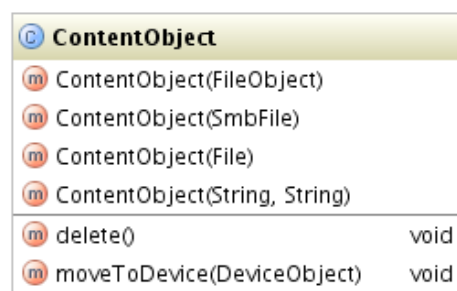 C ContentObject
m ContentObject(FileObject)
m ContentObject(SmbFile)
m ContentObject(File)
m ContentObject(String, String)
m delete() void
m moveToDevice(DeviceObject) void